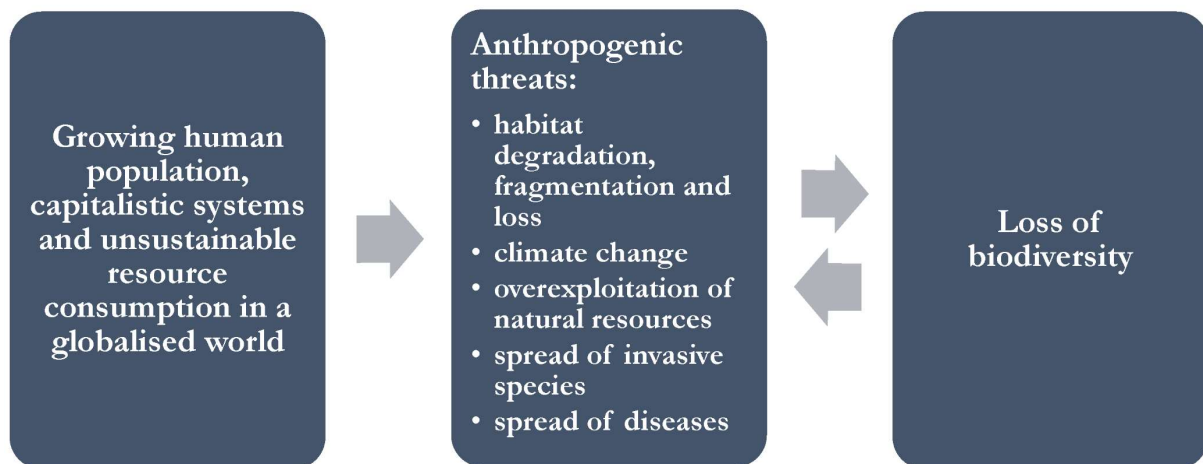 Growing human
population,
capitalistic systems
and unsustainable
resource
consumption in a
globalised world
Anthropogenic
threats:
• habitat
degradation,
fragmentation and
loss
• climate change
• overexploitation of
natural resources
• spread of invasive
species
• spread of diseases
Loss of
biodiversity